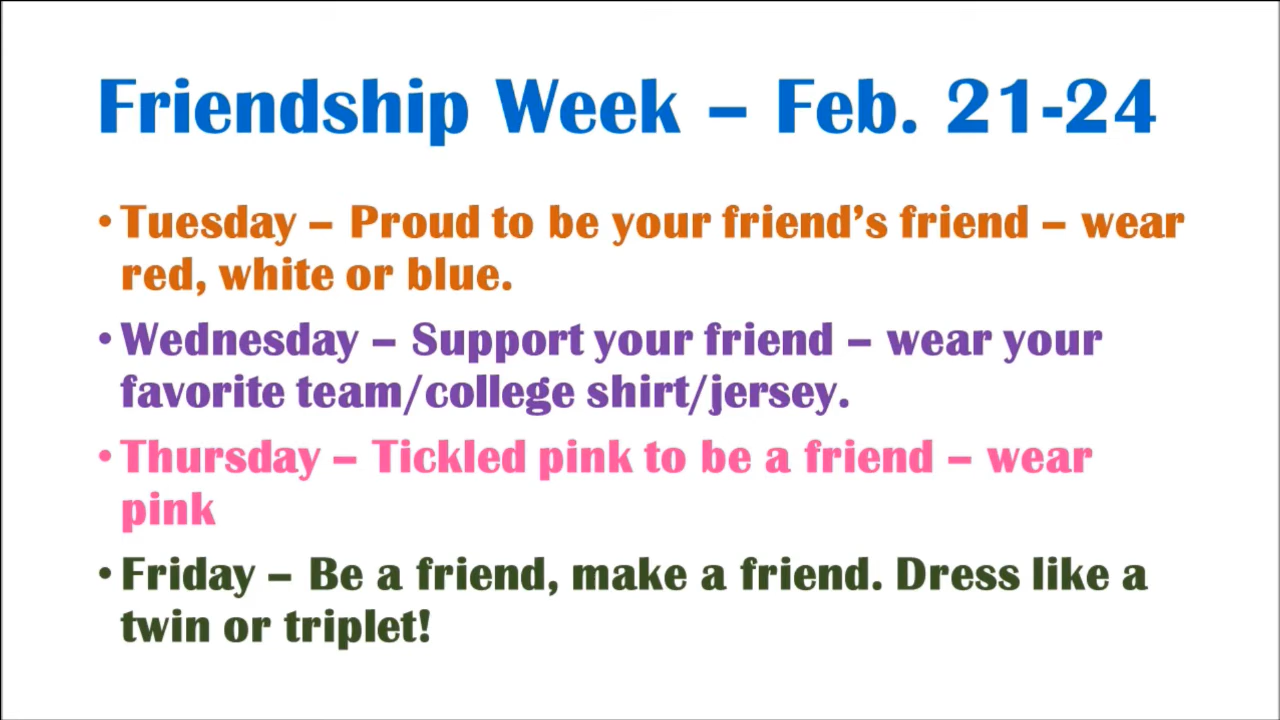 Friendship Week – Feb. 21-24
• Tuesday – Proud to be your friend’s friend – wear
red, white or blue.
• Wednesday – Support your friend – wear your
favorite team/college shirt/jersey.
• Thursday – Tickled pink to be a friend – wear
pink
• Friday – Be a friend, make a friend. Dress like a
twin or triplet!